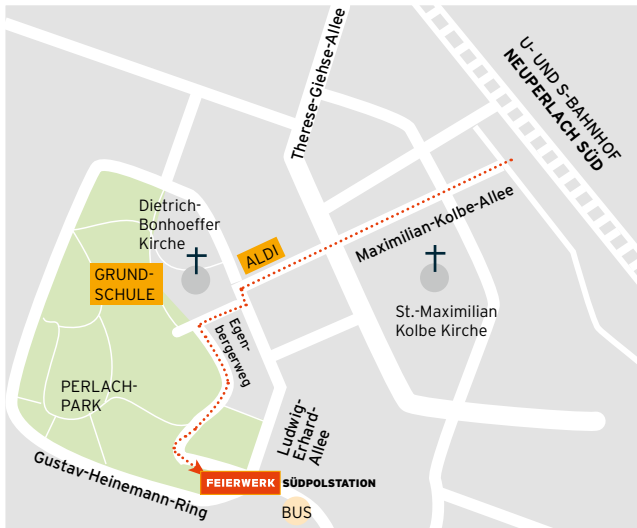 Therese-Giehse-Allee
U- UND S-BAHNHOF
NEUPERLACH SÜD
Dietrich-
Bonhoeffer
Kirche
ALDI
Maximilian-Kolbe-Allee
GRUND-
SCHULE
St.-Maximilian
Kolbe Kirche
Egen-
bergerweg
PERLACH-
PARK
Ludwig-
Erhard-
Allee
Gustav-Heinemann-Ring
FEIERWERK SÜDPOLSTATION
BUS